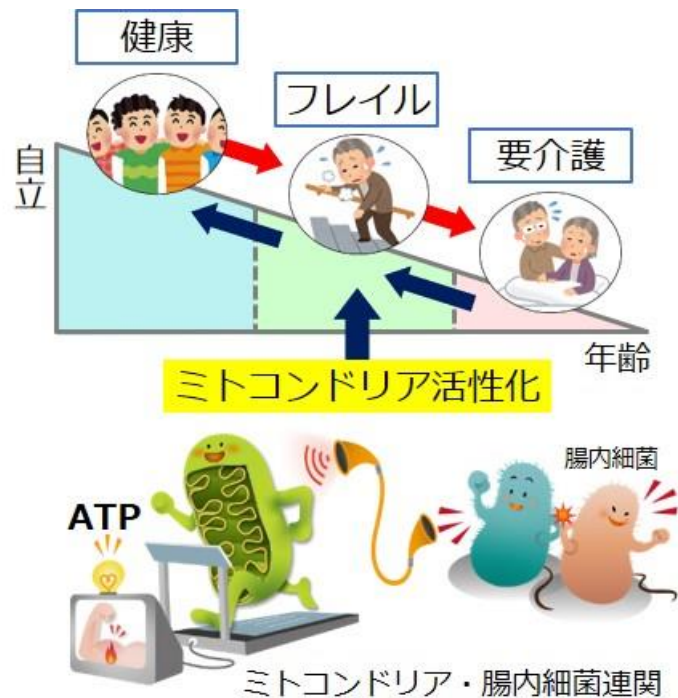 健康
フレイル
要介護
自立
年齢
ミトコンドリア活性化
腸内細菌
ATP
ミトコンドリア・腸内細菌連関